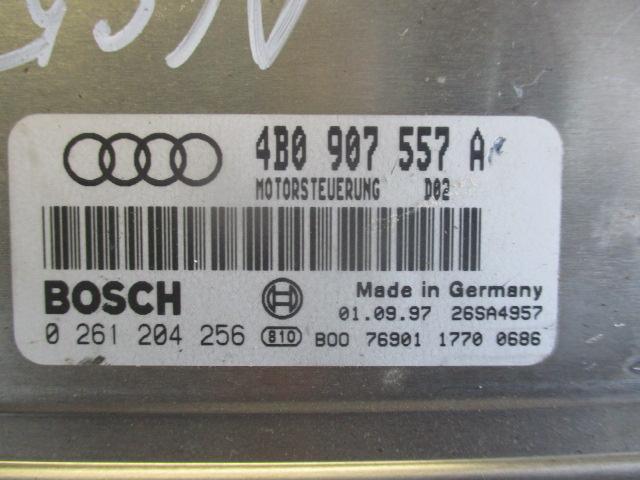 4B0 907 557 A
MOTORSTEUERUNG D02
BOSCH
Made in Germany
01.09.97 26SA4957
0 261 204 256 810 B00 76901 1770 0686